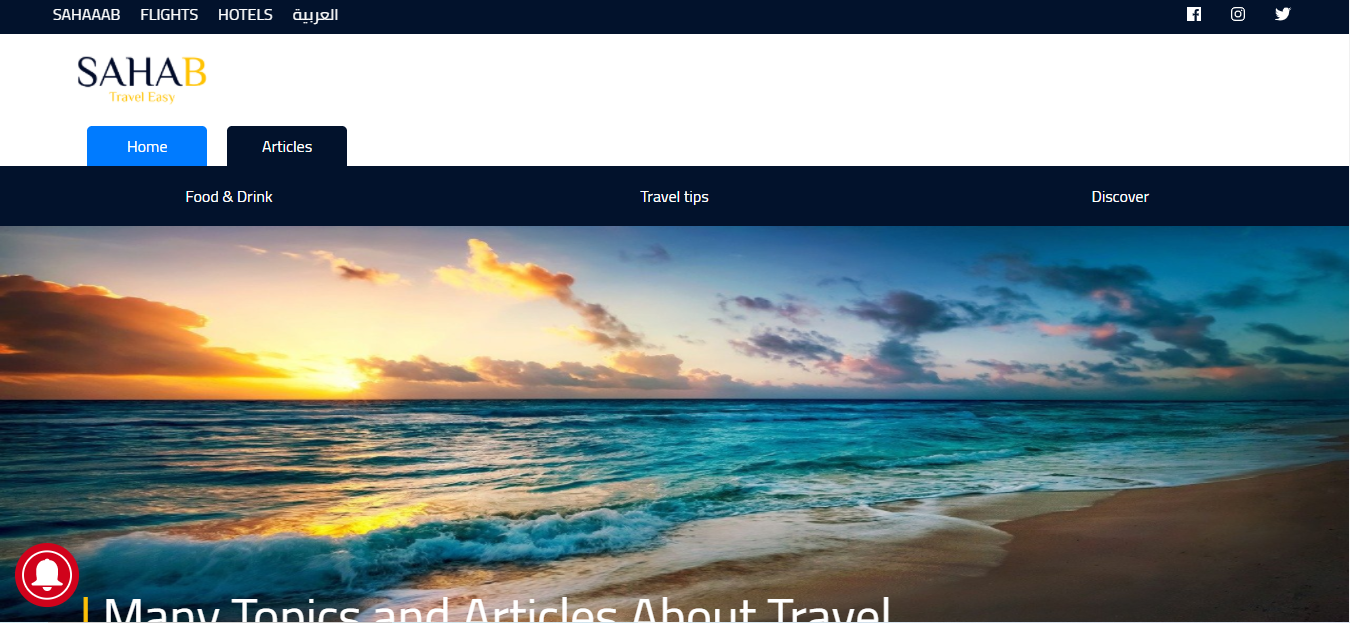 SAHAAAB FLIGHTS HOTELS العربية
SAHAB
Travel Easy
Home Articles
Food & Drink Travel tips Discover
Many Topics and Articles About Travel